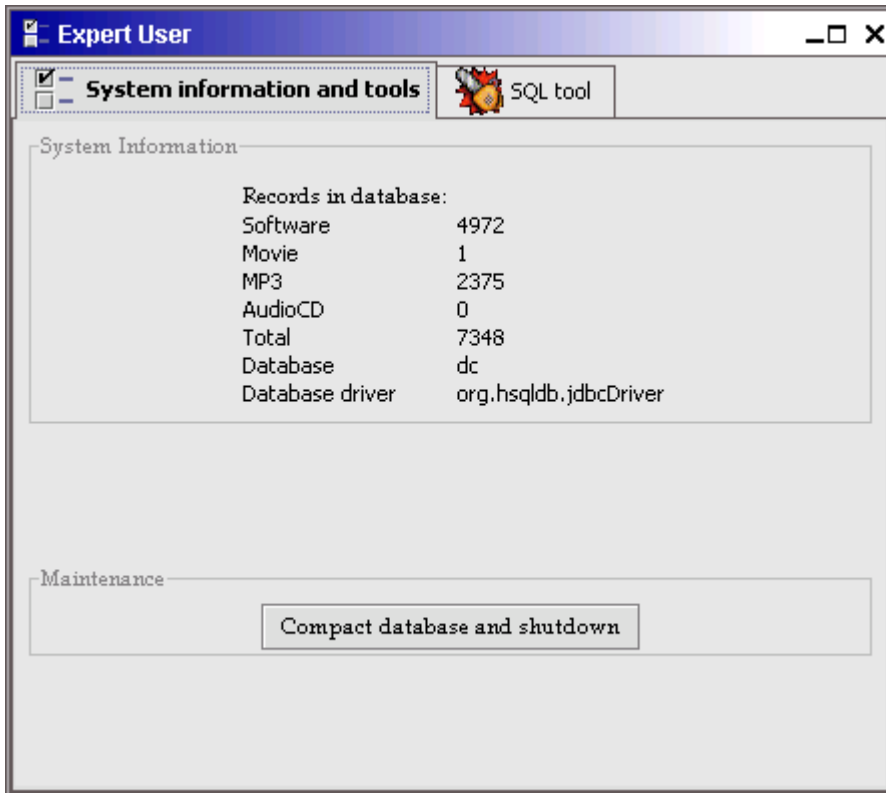 Expert User
System information and tools SQL tool
System Information
Records in database:
Software 4972
Movie 1
MP3 2375
AudioCD 0
Total 7348
Database dc
Database driver org.hsqldb.jdbcDriver
Maintenance
Compact database and shutdown